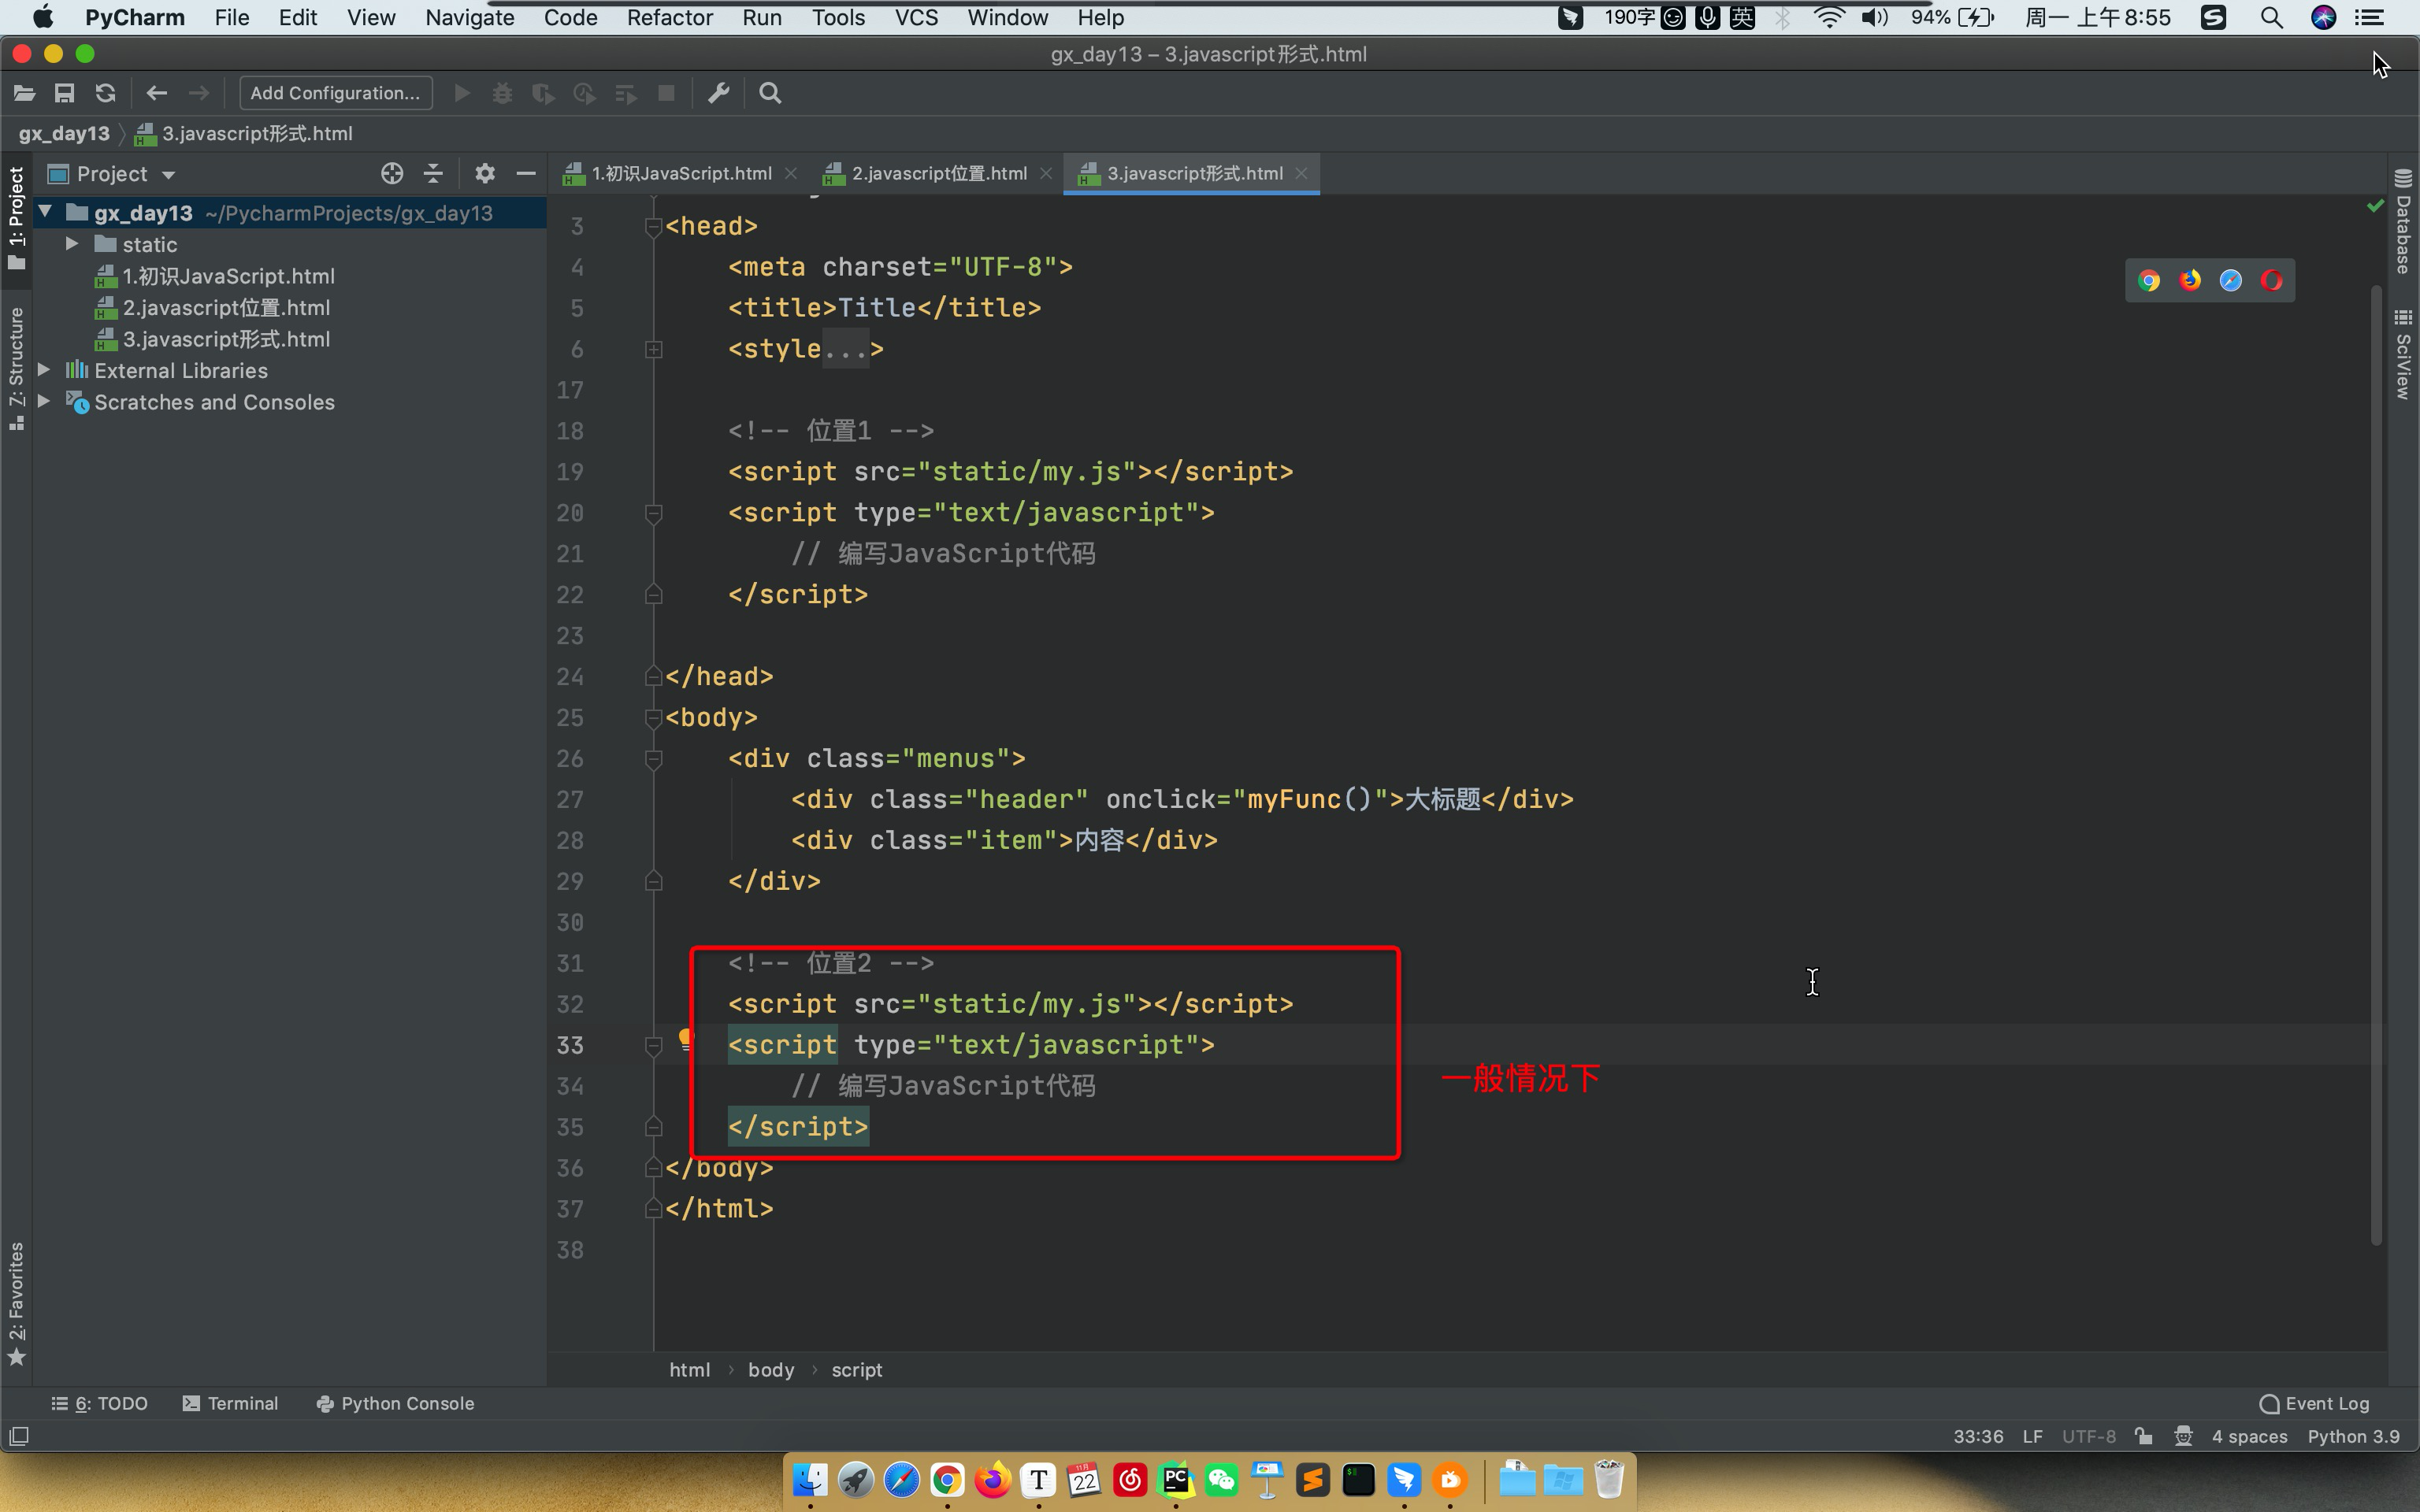 PyCharm File Edit View Navigate Code Refactor Run Tools VCS Window Help 190字 英 94% 周一 上午8:55
gx_day13 – 3.javascript形式.html
Add Configuration...
gx_day13 3.javascript形式.html
1: Project
Project
gx_day13 ~/PycharmProjects/gx_day13
static
1.初识JavaScript.html
2.javascript位置.html
3.javascript形式.html
External Libraries
Scratches and Consoles
7: Structure
2: Favorites
1.初识JavaScript.html 2.javascript位置.html 3.javascript形式.html
3 <head>
4 <meta charset="UTF-8">
5 <title>Title</title>
6 <style...>
17
18 <!-- 位置1 -->
19 <script src="static/my.js"></script>
20 <script type="text/javascript">
21 // 编写JavaScript代码
22 </script>
23
24 </head>
25 <body>
26 <div class="menus">
27 <div class="header" onclick="myFunc()">大标题</div>
28 <div class="item">内容</div>
29 </div>
30
31 <!-- 位置2 -->
32 <script src="static/my.js"></script>
33 <script type="text/javascript">
34 // 编写JavaScript代码
35 </script>
36 </body>
37 </html>
38
一般情况下
Database
SciView
html › body › script
6: TODO Terminal Python Console Event Log
33:36 LF UTF-8 4 spaces Python 3.9
T 11月 22 PC